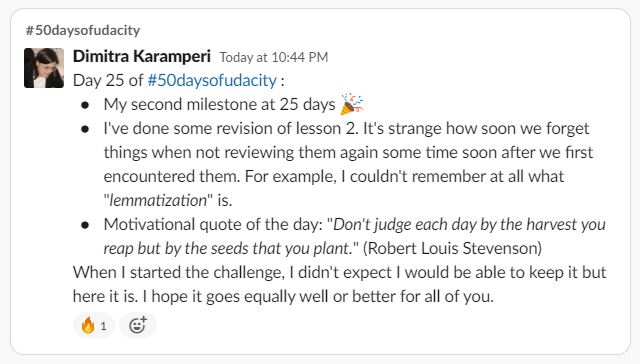 #50daysofudacity
Dimitra Karamperi Today at 10:44 PM
Day 25 of #50daysofudacity :
● My second milestone at 25 days 🎉
● I've done some revision of lesson 2. It's strange how soon we forget
things when not reviewing them again some time soon after we first
encountered them. For example, I couldn't remember at all what
"lemmatization" is.
● Motivational quote of the day: "Don't judge each day by the harvest you
reap but by the seeds that you plant." (Robert Louis Stevenson)
When I started the challenge, I didn't expect I would be able to keep it but
here it is. I hope it goes equally well or better for all of you.
🔥 1